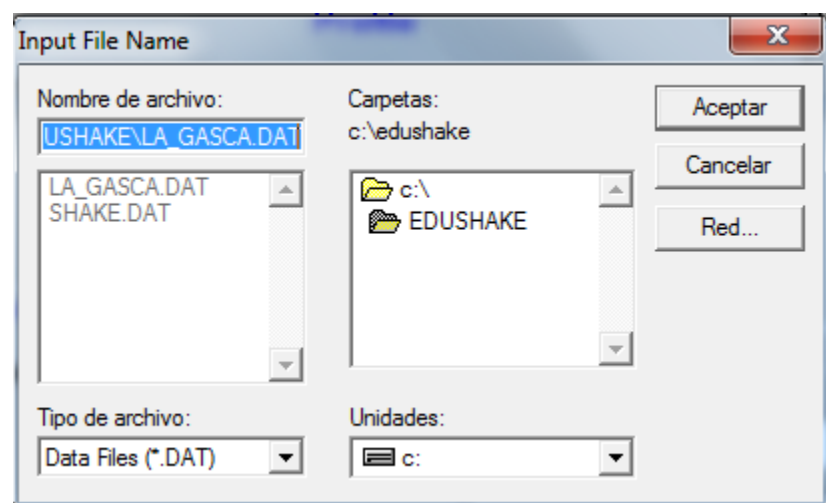 Input File Name
Nombre de archivo:
USHAKE\LA_GASCA.DAT
LA_GASCA.DAT
SHAKE.DAT
Tipo de archivo:
Data Files (*.DAT)
Carpetas:
c:\edushake
c:\
EDUSHAKE
Unidades:
c:
Aceptar
Cancelar
Red...